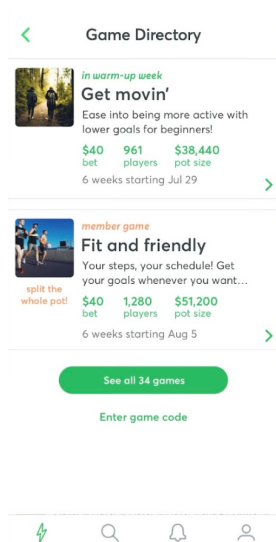 Game Directory
in warm-up week
Get movin'
Ease into being more active with
lower goals for beginners!
$40 961 $38,440
bet players pot size
6 weeks starting Jul 29
member game
Fit and friendly
Your steps, your schedule! Get
your goals whenever you want...
split the
whole pot!
$40 1,280 $51,200
bet players pot size
6 weeks starting Aug 5
See all 34 games
Enter game code